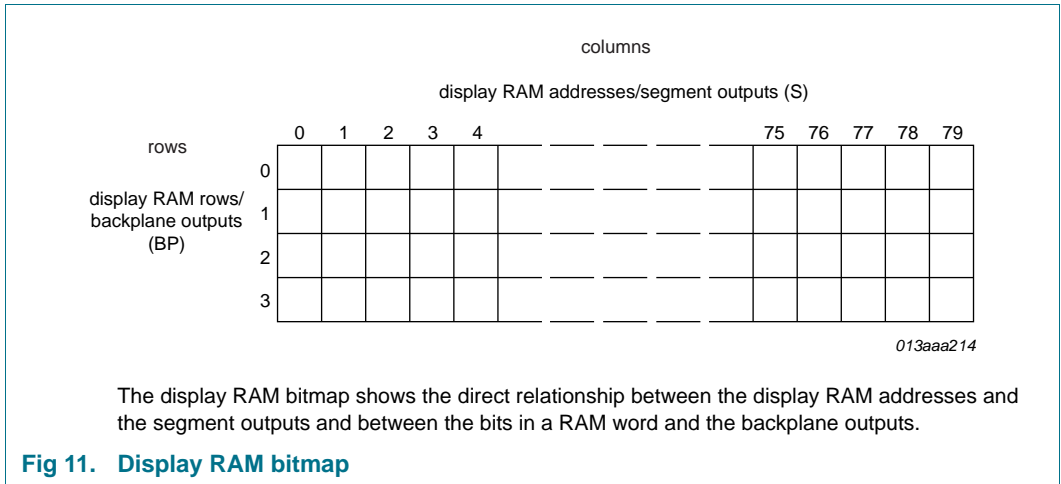 columns
display RAM addresses/segment outputs (S)
0 1 2 3 4 75 76 77 78 79
rows
0
display RAM rows/
backplane outputs
(BP)
1
2
3
013aaa214
The display RAM bitmap shows the direct relationship between the display RAM addresses and
the segment outputs and between the bits in a RAM word and the backplane outputs.
Fig 11. Display RAM bitmap